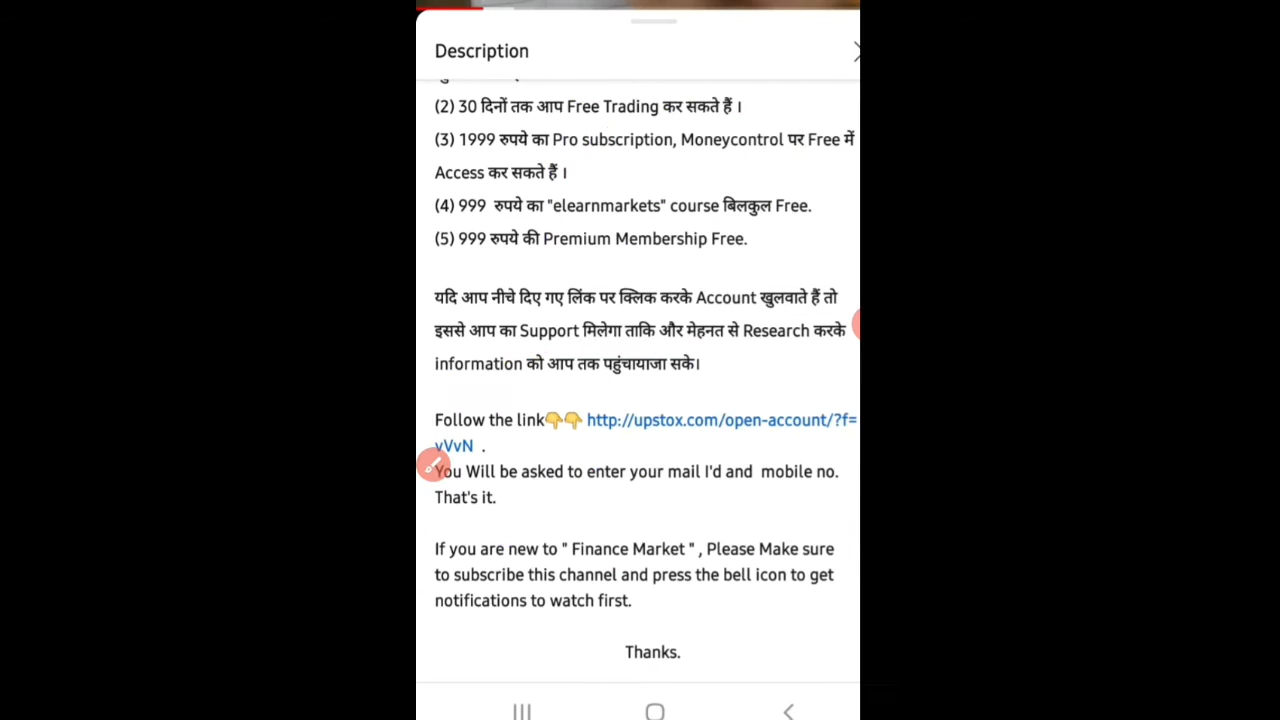 Description
(2) 30 दिनों तक आप Free Trading कर सकते हैं ।
(3) 1999 रुपये का Pro subscription, Moneycontrol पर Free में
Access कर सकते हैं ।
(4) 999 रुपये का "elearnmarkets" course बिलकुल Free.
(5) 999 रुपये की Premium Membership Free.
यदि आप नीचे दिए गए लिंक पर क्लिक करके Account खुलवाते हैं तो
इससे आप का Support मिलेगा ताकि और मेहनत से Research करके
information को आप तक पहुंचायाजा सके।
Follow the link👇👇 http://upstox.com/open-account/?f=
vVvN .
You Will be asked to enter your mail I'd and mobile no.
That's it.
If you are new to " Finance Market " , Please Make sure
to subscribe this channel and press the bell icon to get
notifications to watch first.
Thanks.